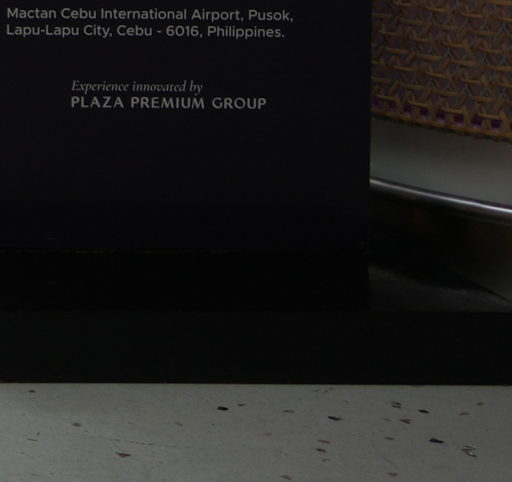 Mactan Cebu International Airport, Pusok,
Lapu-Lapu City, Cebu - 6016, Philippines.
Experience innovated by
PLAZA PREMIUM GROUP